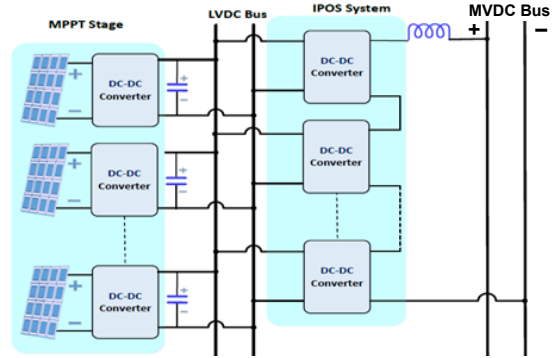 MPPT Stage
LVDC Bus
IPOS System
MVDC Bus
+
−
DC-DC
Converter
+
−
+
−
DC-DC
Converter
DC-DC
Converter
+
−
+
−
DC-DC
Converter
DC-DC
Converter
+
−
+
−
DC-DC
Converter